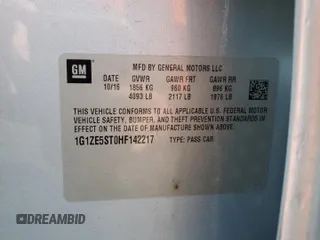 GM
MFD BY GENERAL MOTORS LLC
10/16 GVWR GAWR FRT GAWR RR
1856 KG 960 KG 896 KG
4093 LB 2117 LB 1976 LB
THIS VEHICLE CONFORMS TO ALL APPLICABLE U.S. FEDERAL MOTOR
VEHICLE SAFETY, BUMPER, AND THEFT PREVENTION STANDARDS
IN EFFECT ON THE DATE OF MANUFACTURE SHOWN ABOVE.
1G1ZE5ST0HF142217 TYPE: PASS CAR
DREAMBID